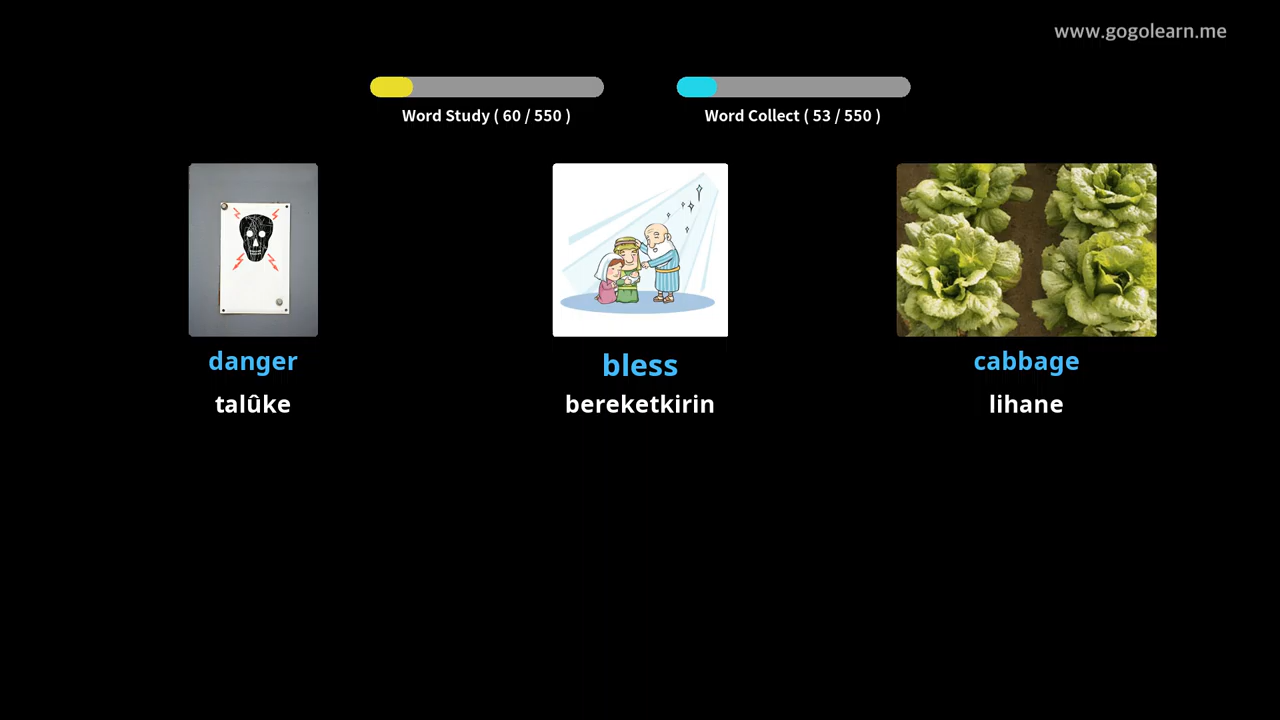 www.gogolearn.me
Word Study ( 60 / 550 )
Word Collect ( 53 / 550 )
danger
bless
cabbage
talûke
bereketkirin
lihane